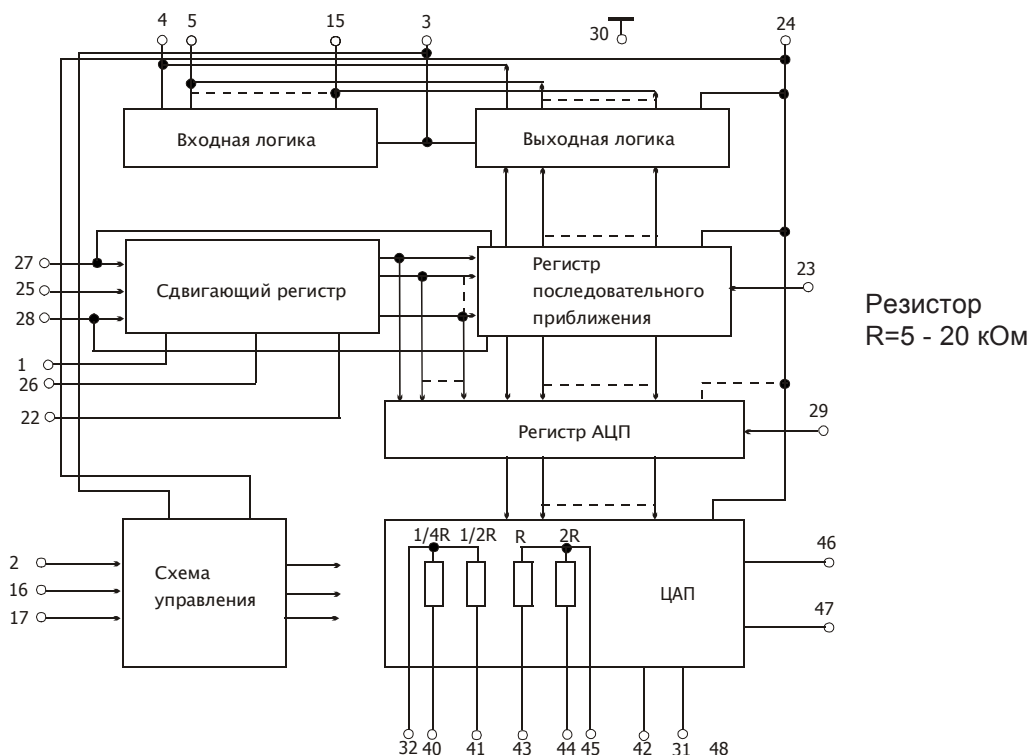 4 5 15 3 30 24
Входная логика
Выходная логика
27
25
28
1
26
22
Сдвигающий регистр
Регистр
последовательного
приближения
23
Резистор
R=5 - 20 кОм
Регистр АЦП
29
2
16
17
Схема
управления
1/4R 1/2R R 2R
ЦАП
46
47
32 40 41 43 44 45 42 31 48